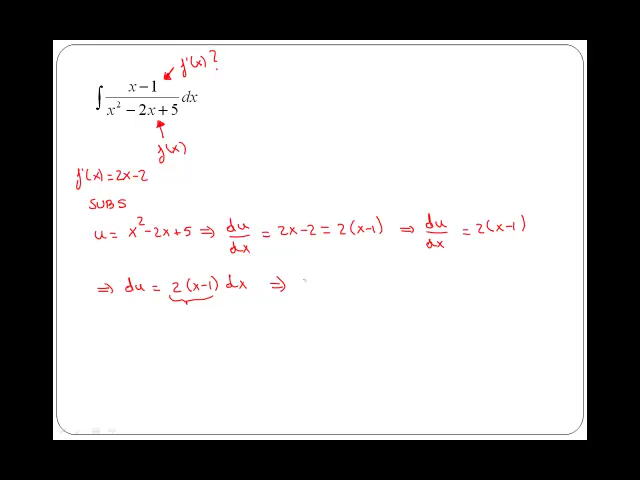 f'(x)?
∫ (x − 1)/(x² − 2x + 5) dx
f(x)
f'(x) = 2x-2
SUBS
u = x² - 2x + 5 ⇒ du/dx = 2x - 2 = 2(x-1) ⇒ du/dx = 2(x-1)
⇒ du = 2(x-1) dx ⇒